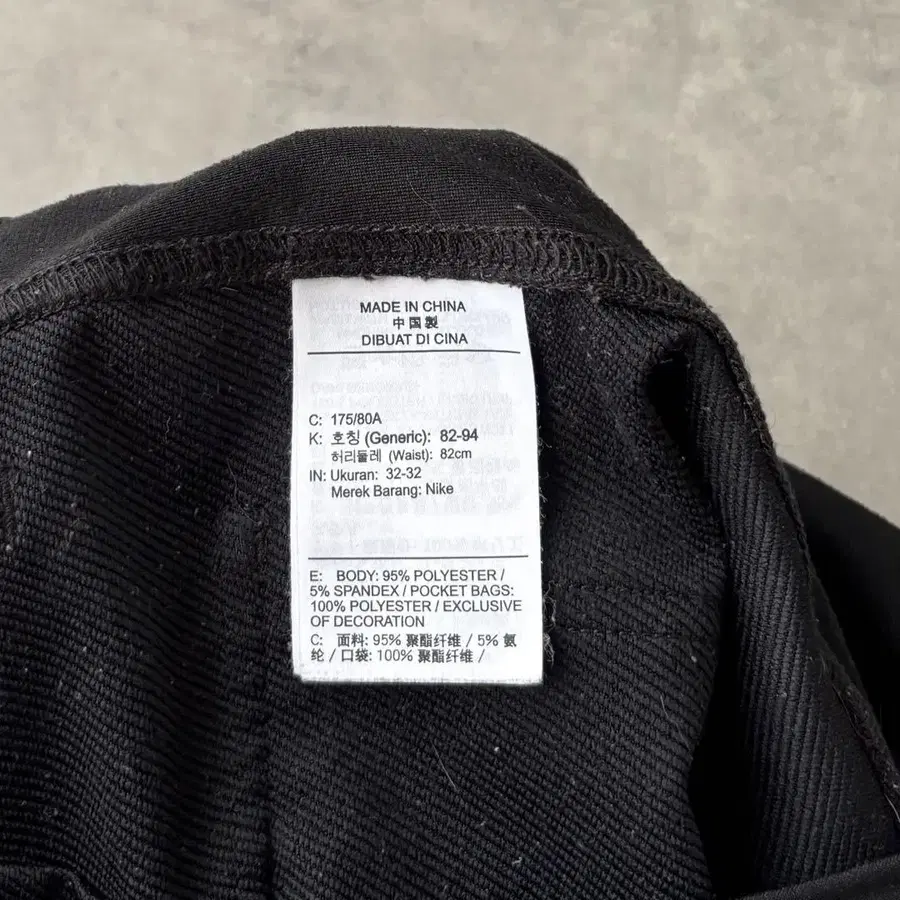 MADE IN CHINA
中国製
DIBUAT DI CINA
C: 175/80A
K: 호칭 (Generic): 82-94
허리둘레 (Waist): 82cm
IN: Ukuran: 32-32
Merek Barang: Nike
E: BODY: 95% POLYESTER /
5% SPANDEX / POCKET BAGS:
100% POLYESTER / EXCLUSIVE
OF DECORATION
C: 面料: 95% 聚酯纤维 / 5% 氨
纶 / 口袋: 100% 聚酯纤维 /